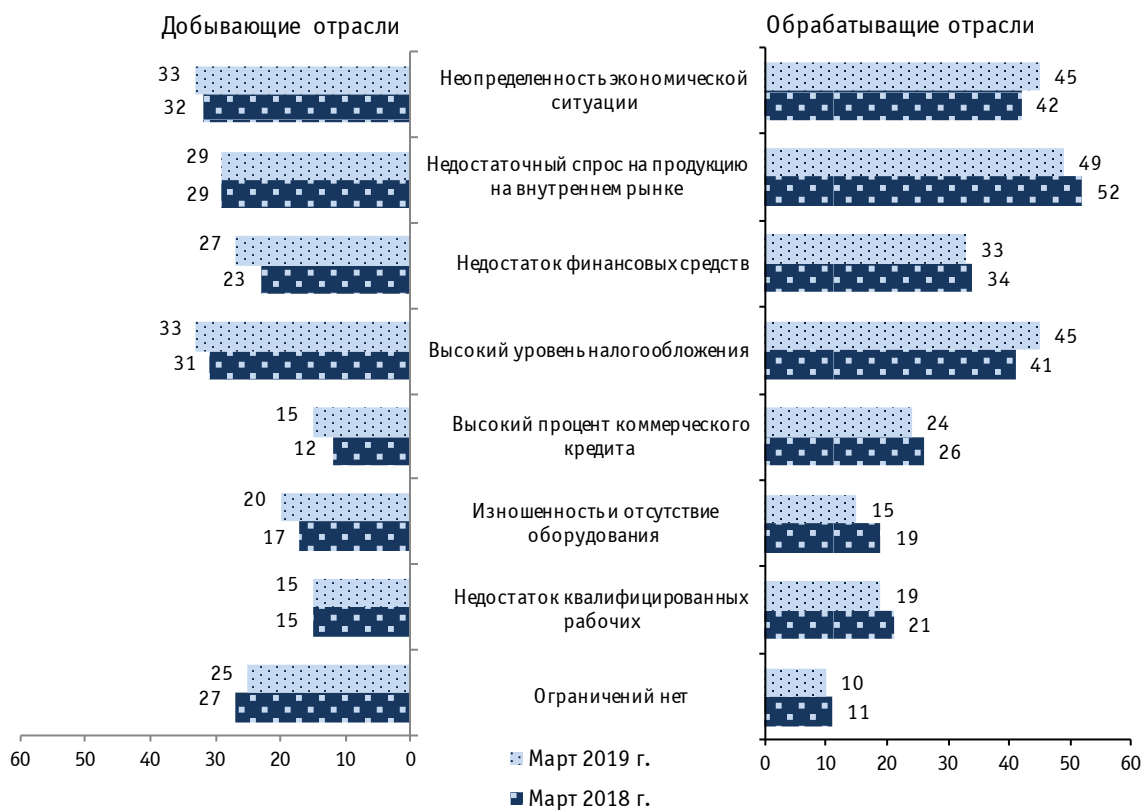 Добывающие отрасли
Обрабатыващие отрасли
33
32
Неопределенность экономической
ситуации
45
42
29
29
Недостаточный спрос на продукцию
на внутреннем рынке
49
52
27
23
Недостаток финансовых средств
33
34
33
31
Высокий уровень налогообложения
45
41
15
12
Высокий процент коммерческого
кредита
24
26
20
17
Изношенность и отсутствие
оборудования
15
19
15
15
Недостаток квалифицированных
рабочих
19
21
25
27
Ограничений нет
10
11
60 50 40 30 20 10 0
0 10 20 30 40 50 60
Март 2019 г.
Март 2018 г.